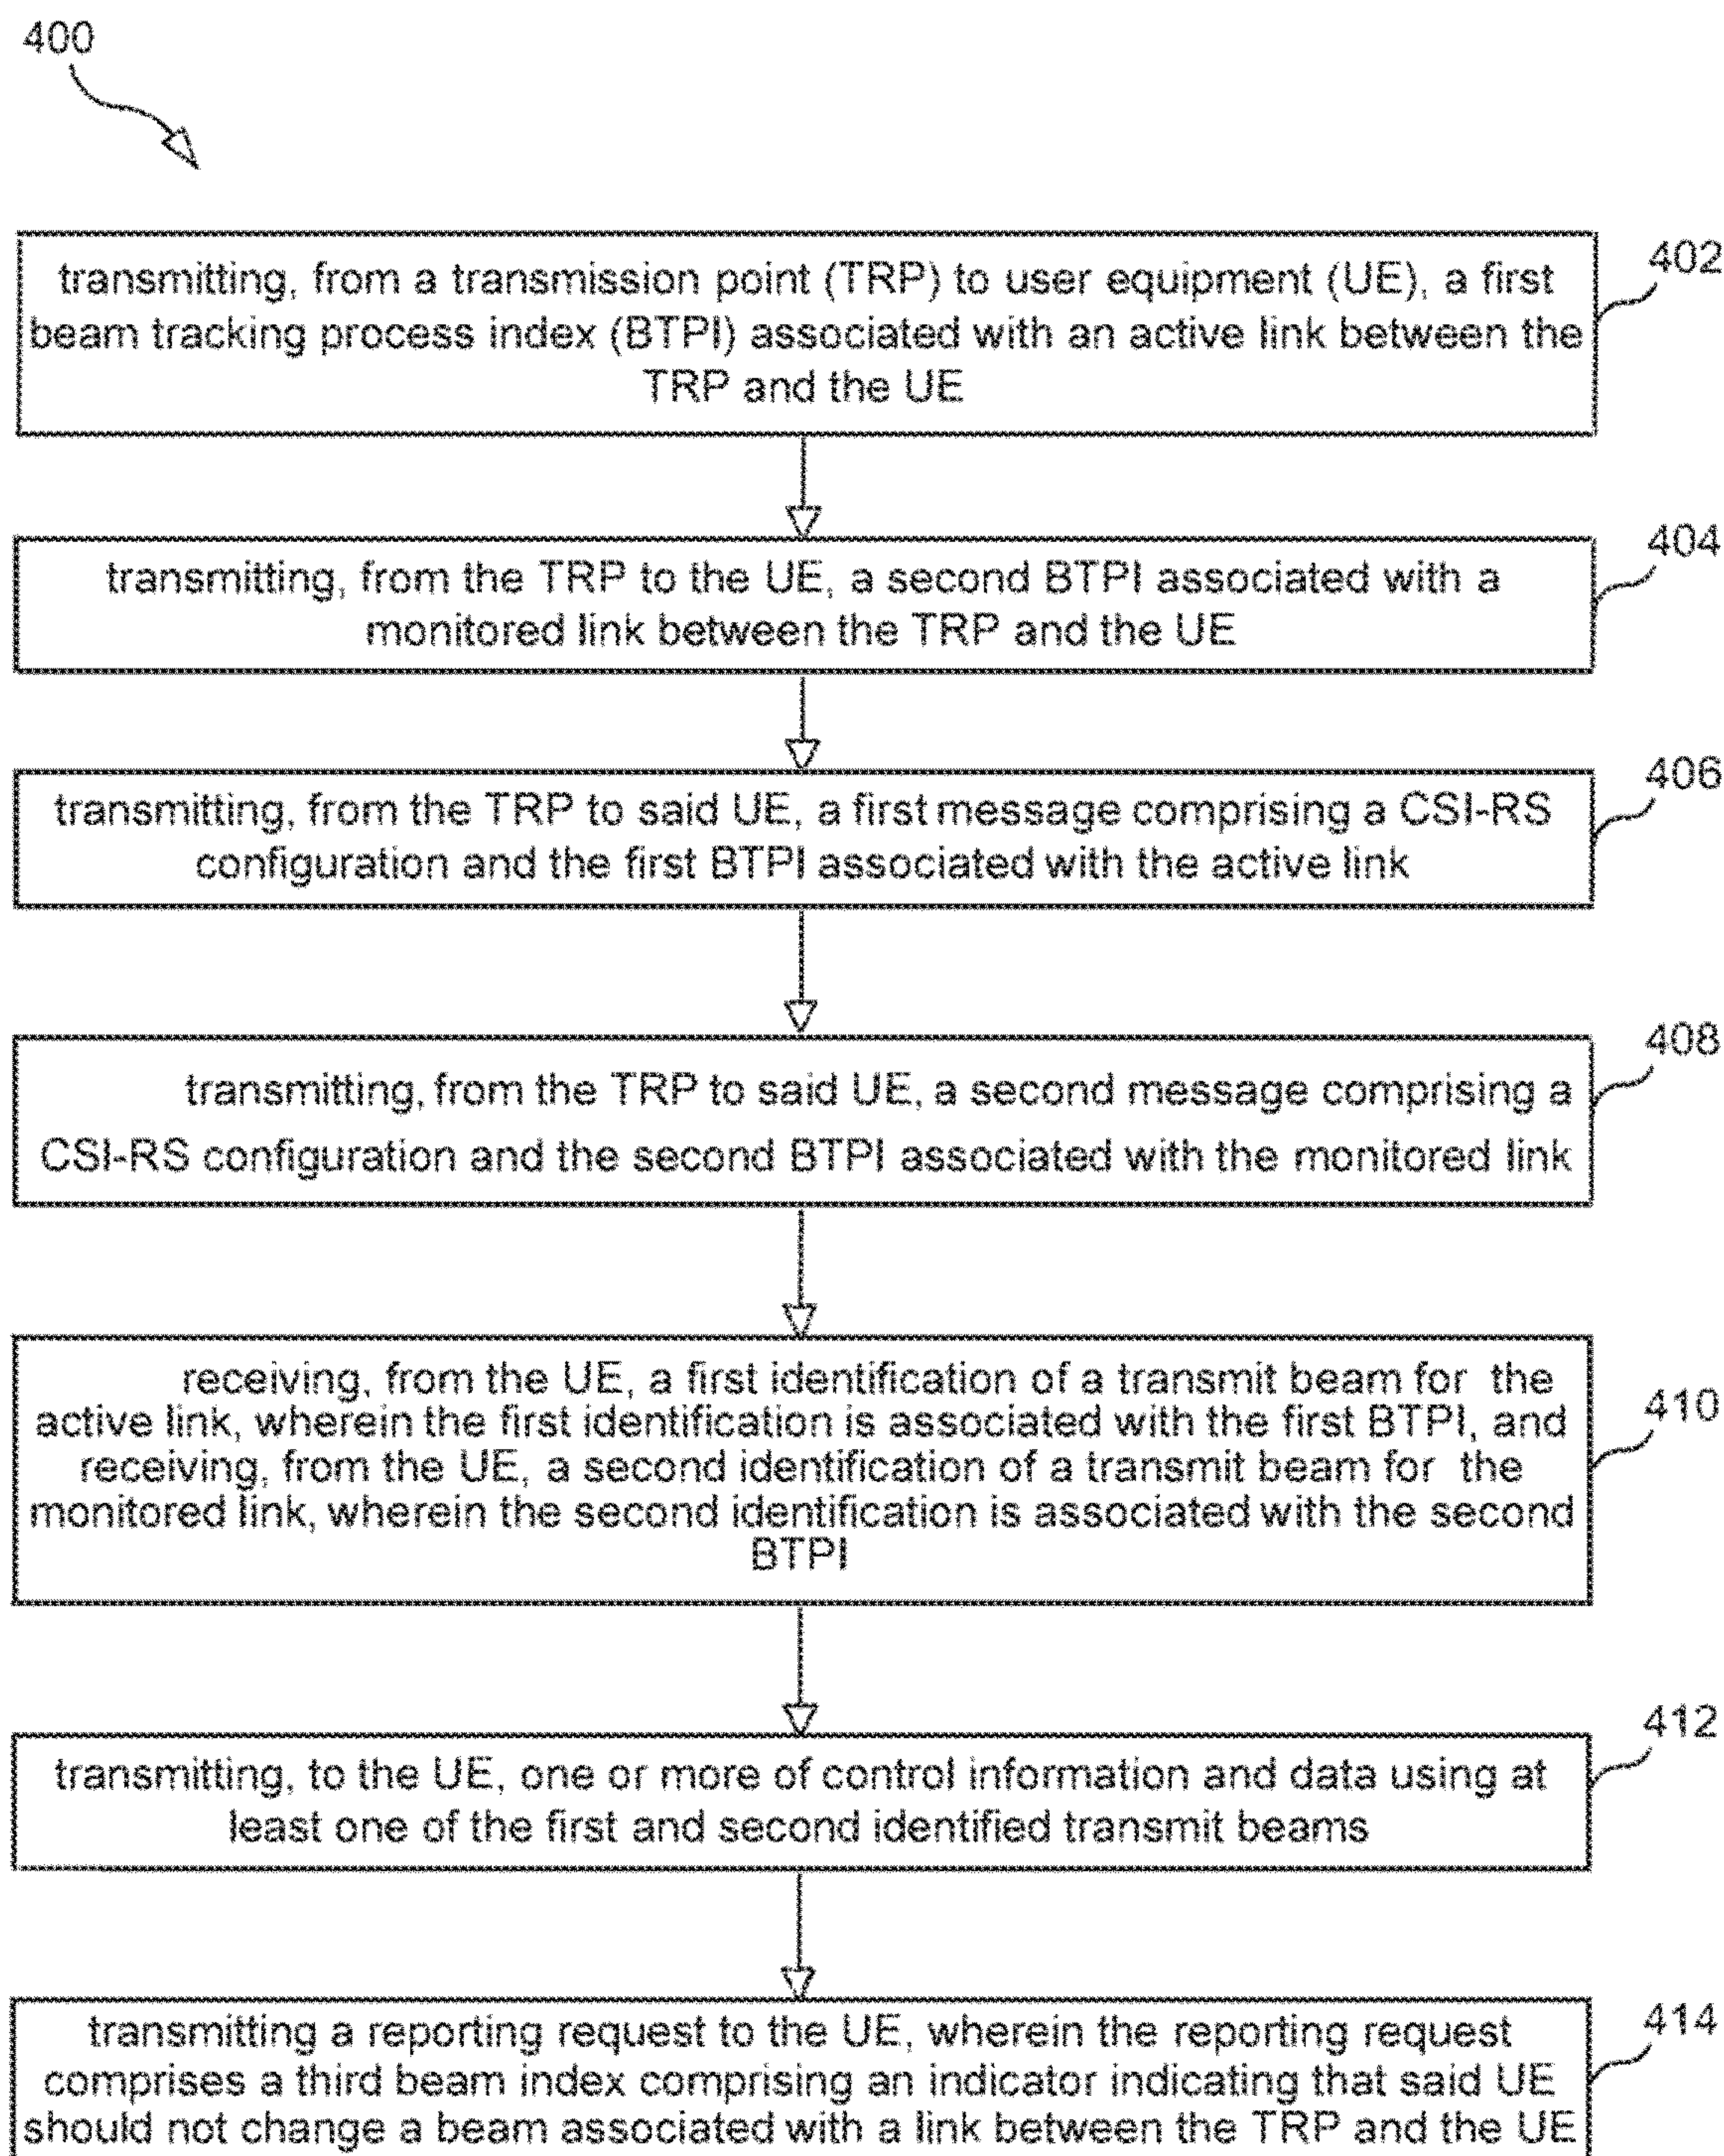 400
transmitting, from a transmission point (TRP) to user equipment (UE), a first
beam tracking process index (BTPI) associated with an active link between the
TRP and the UE
402
transmitting, from the TRP to the UE, a second BTPI associated with a
monitored link between the TRP and the UE
404
transmitting, from the TRP to said UE, a first message comprising a CSI-RS
configuration and the first BTPI associated with the active link
406
transmitting, from the TRP to said UE, a second message comprising a
CSI-RS configuration and the second BTPI associated with the monitored link
408
receiving, from the UE, a first identification of a transmit beam for the
active link, wherein the first identification is associated with the first BTPI, and
receiving, from the UE, a second identification of a transmit beam for the
monitored link, wherein the second identification is associated with the second
BTPI
410
transmitting, to the UE, one or more of control information and data using at
least one of the first and second identified transmit beams
412
transmitting a reporting request to the UE, wherein the reporting request
comprises a third beam index comprising an indicator indicating that said UE
should not change a beam associated with a link between the TRP and the UE
414